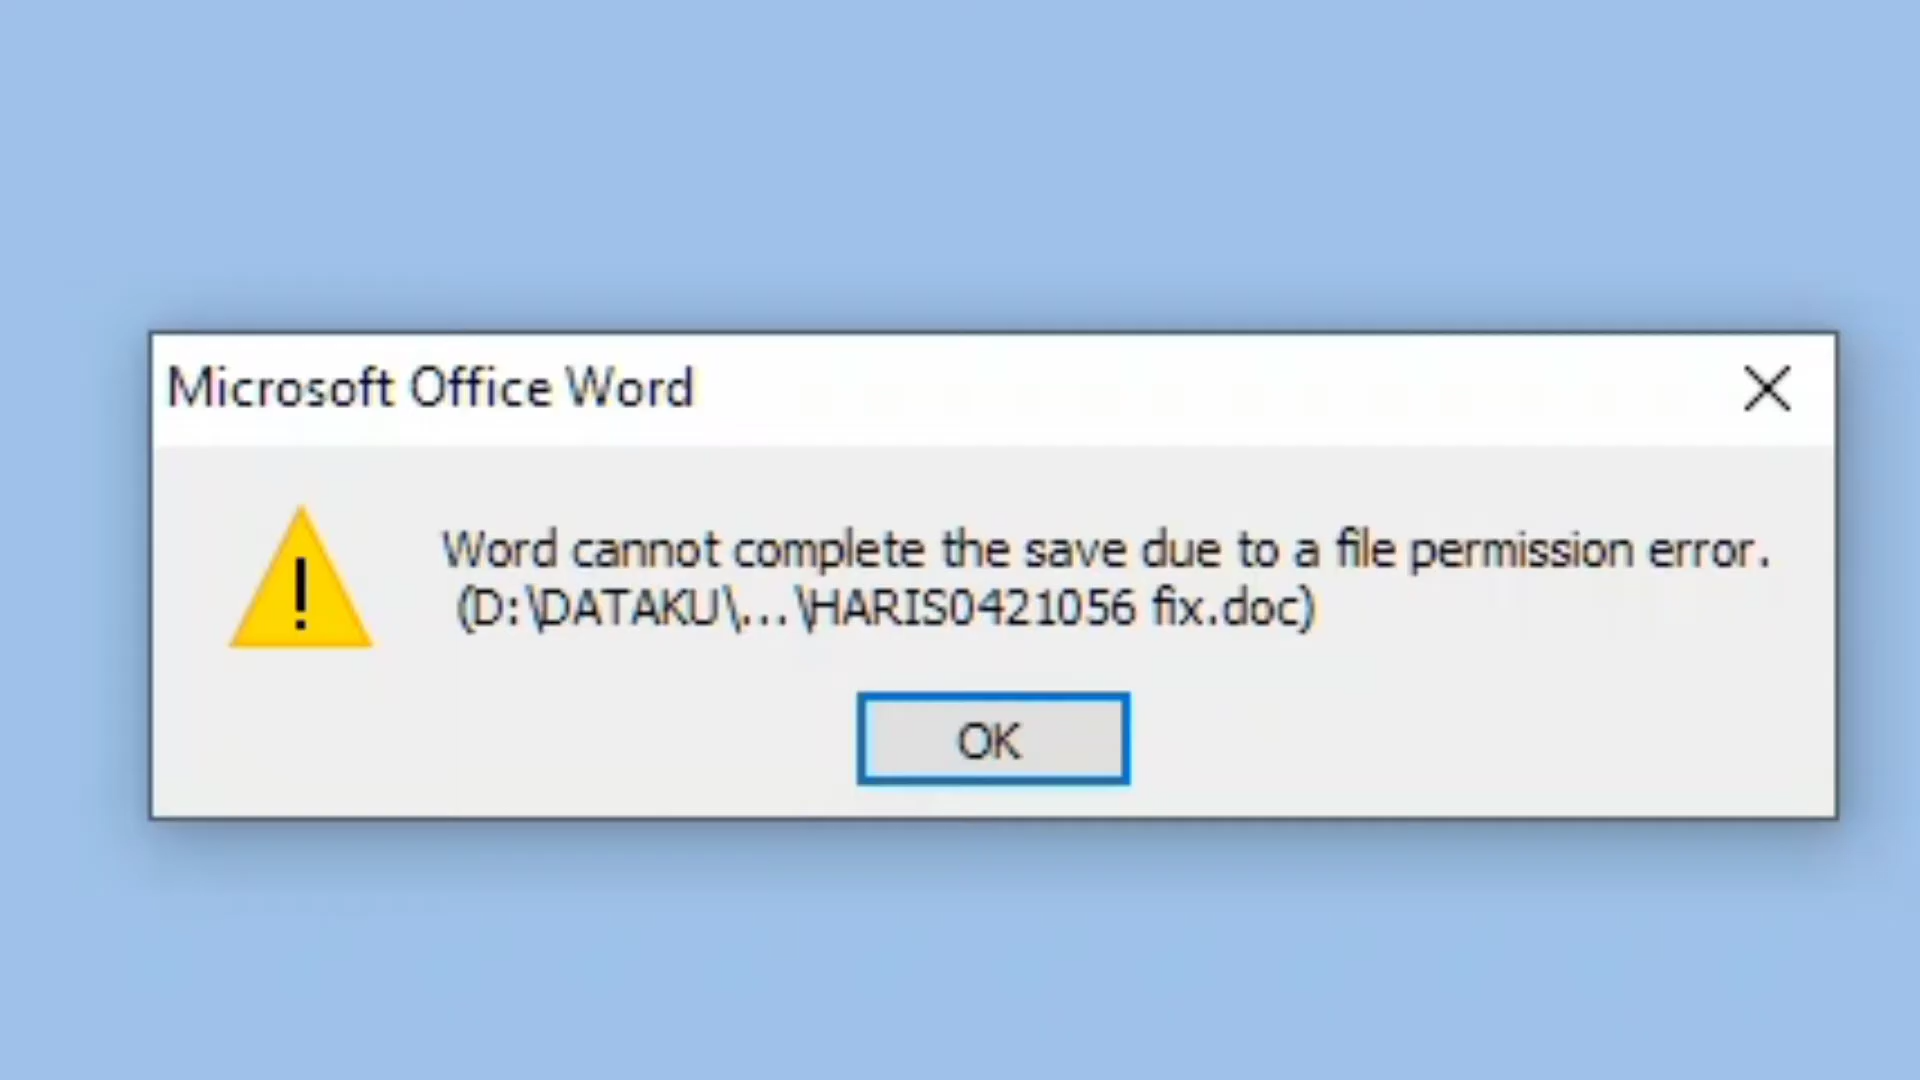 Microsoft Office Word
Word cannot complete the save due to a file permission error.
(D:\DATAKU\...\HARIS0421056 fix.doc)
OK